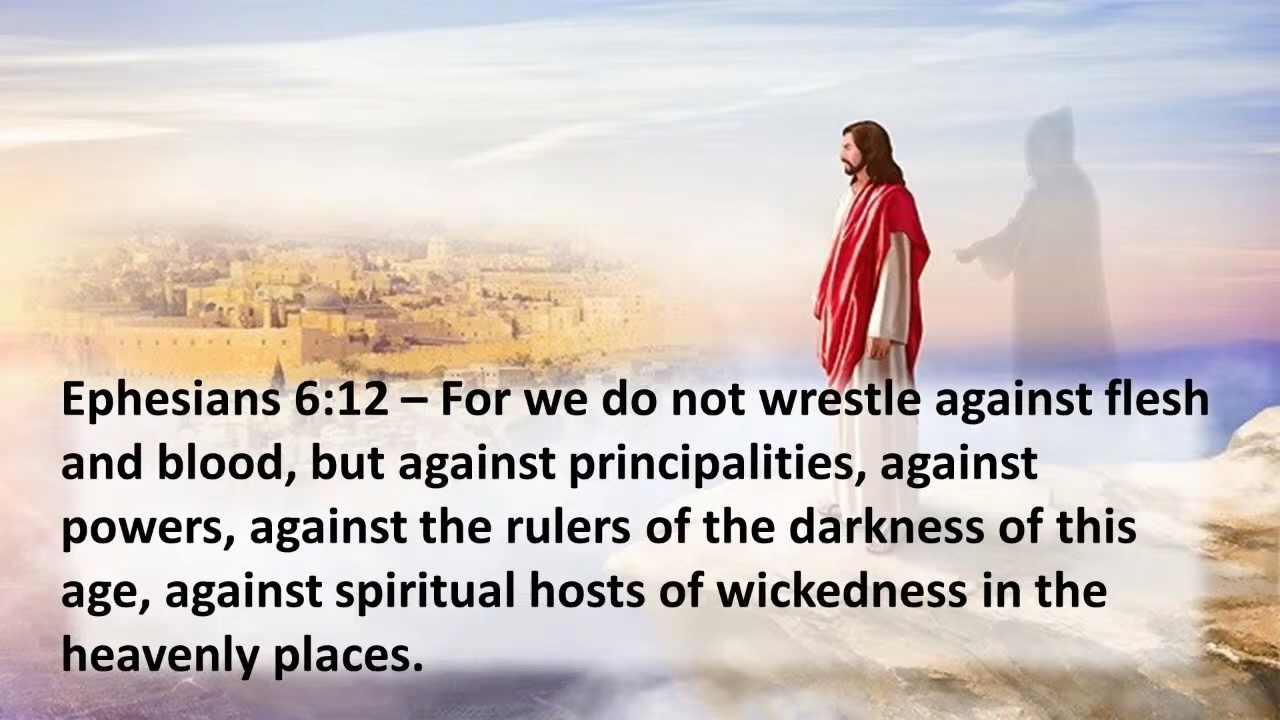 Ephesians 6:12 – For we do not wrestle against flesh
and blood, but against principalities, against
powers, against the rulers of the darkness of this
age, against spiritual hosts of wickedness in the
heavenly places.